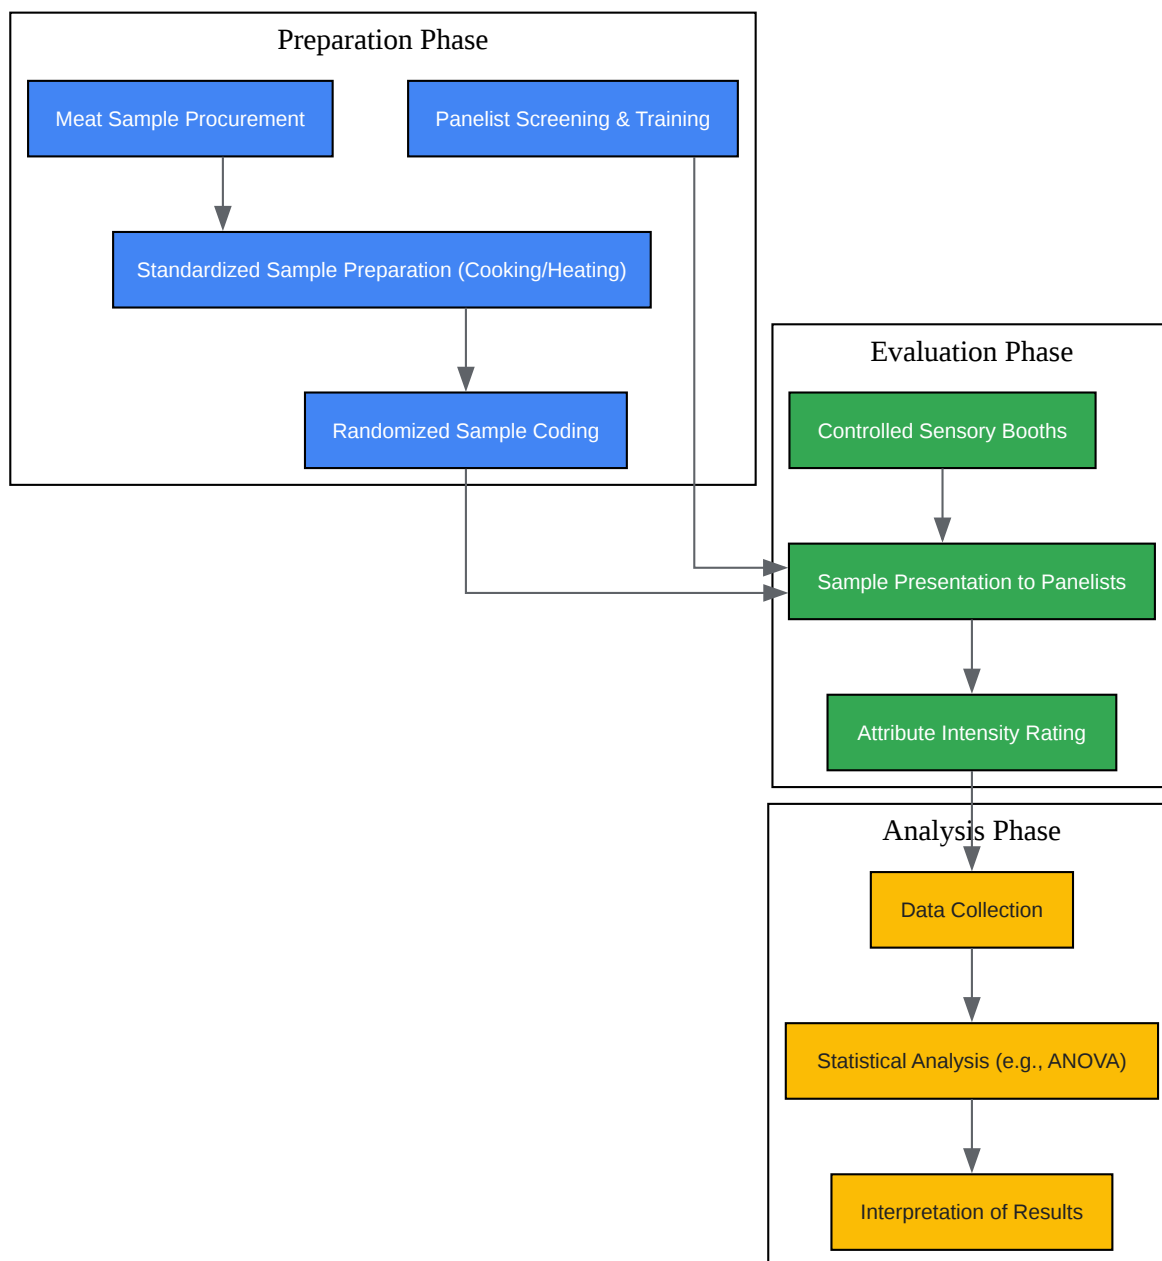 Preparation Phase
Meat Sample Procurement
Panelist Screening & Training
Standardized Sample Preparation (Cooking/Heating)
Randomized Sample Coding
Evaluation Phase
Controlled Sensory Booths
Sample Presentation to Panelists
Attribute Intensity Rating
Analysis Phase
Data Collection
Statistical Analysis (e.g., ANOVA)
Interpretation of Results